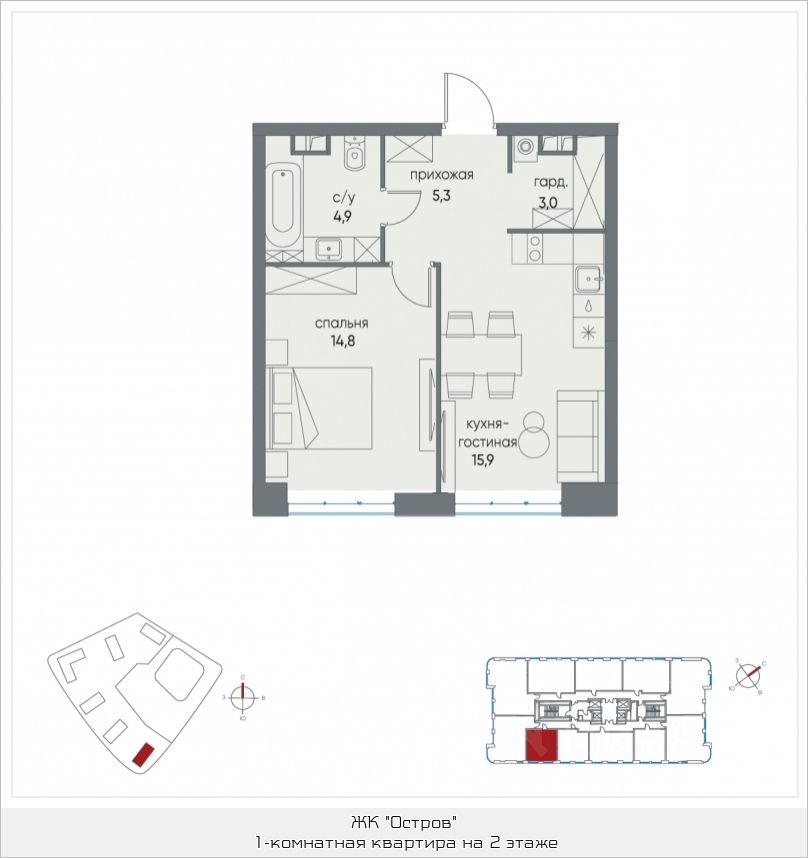 прихожая
5,3
гард.
3,0
с/у
4,9
спальня
14,8
кухня-
гостиная
15,9
С
З
В
Ю
З
С
Ю
В
ЖК "Остров"
1-комнатная квартира на 2 этаже